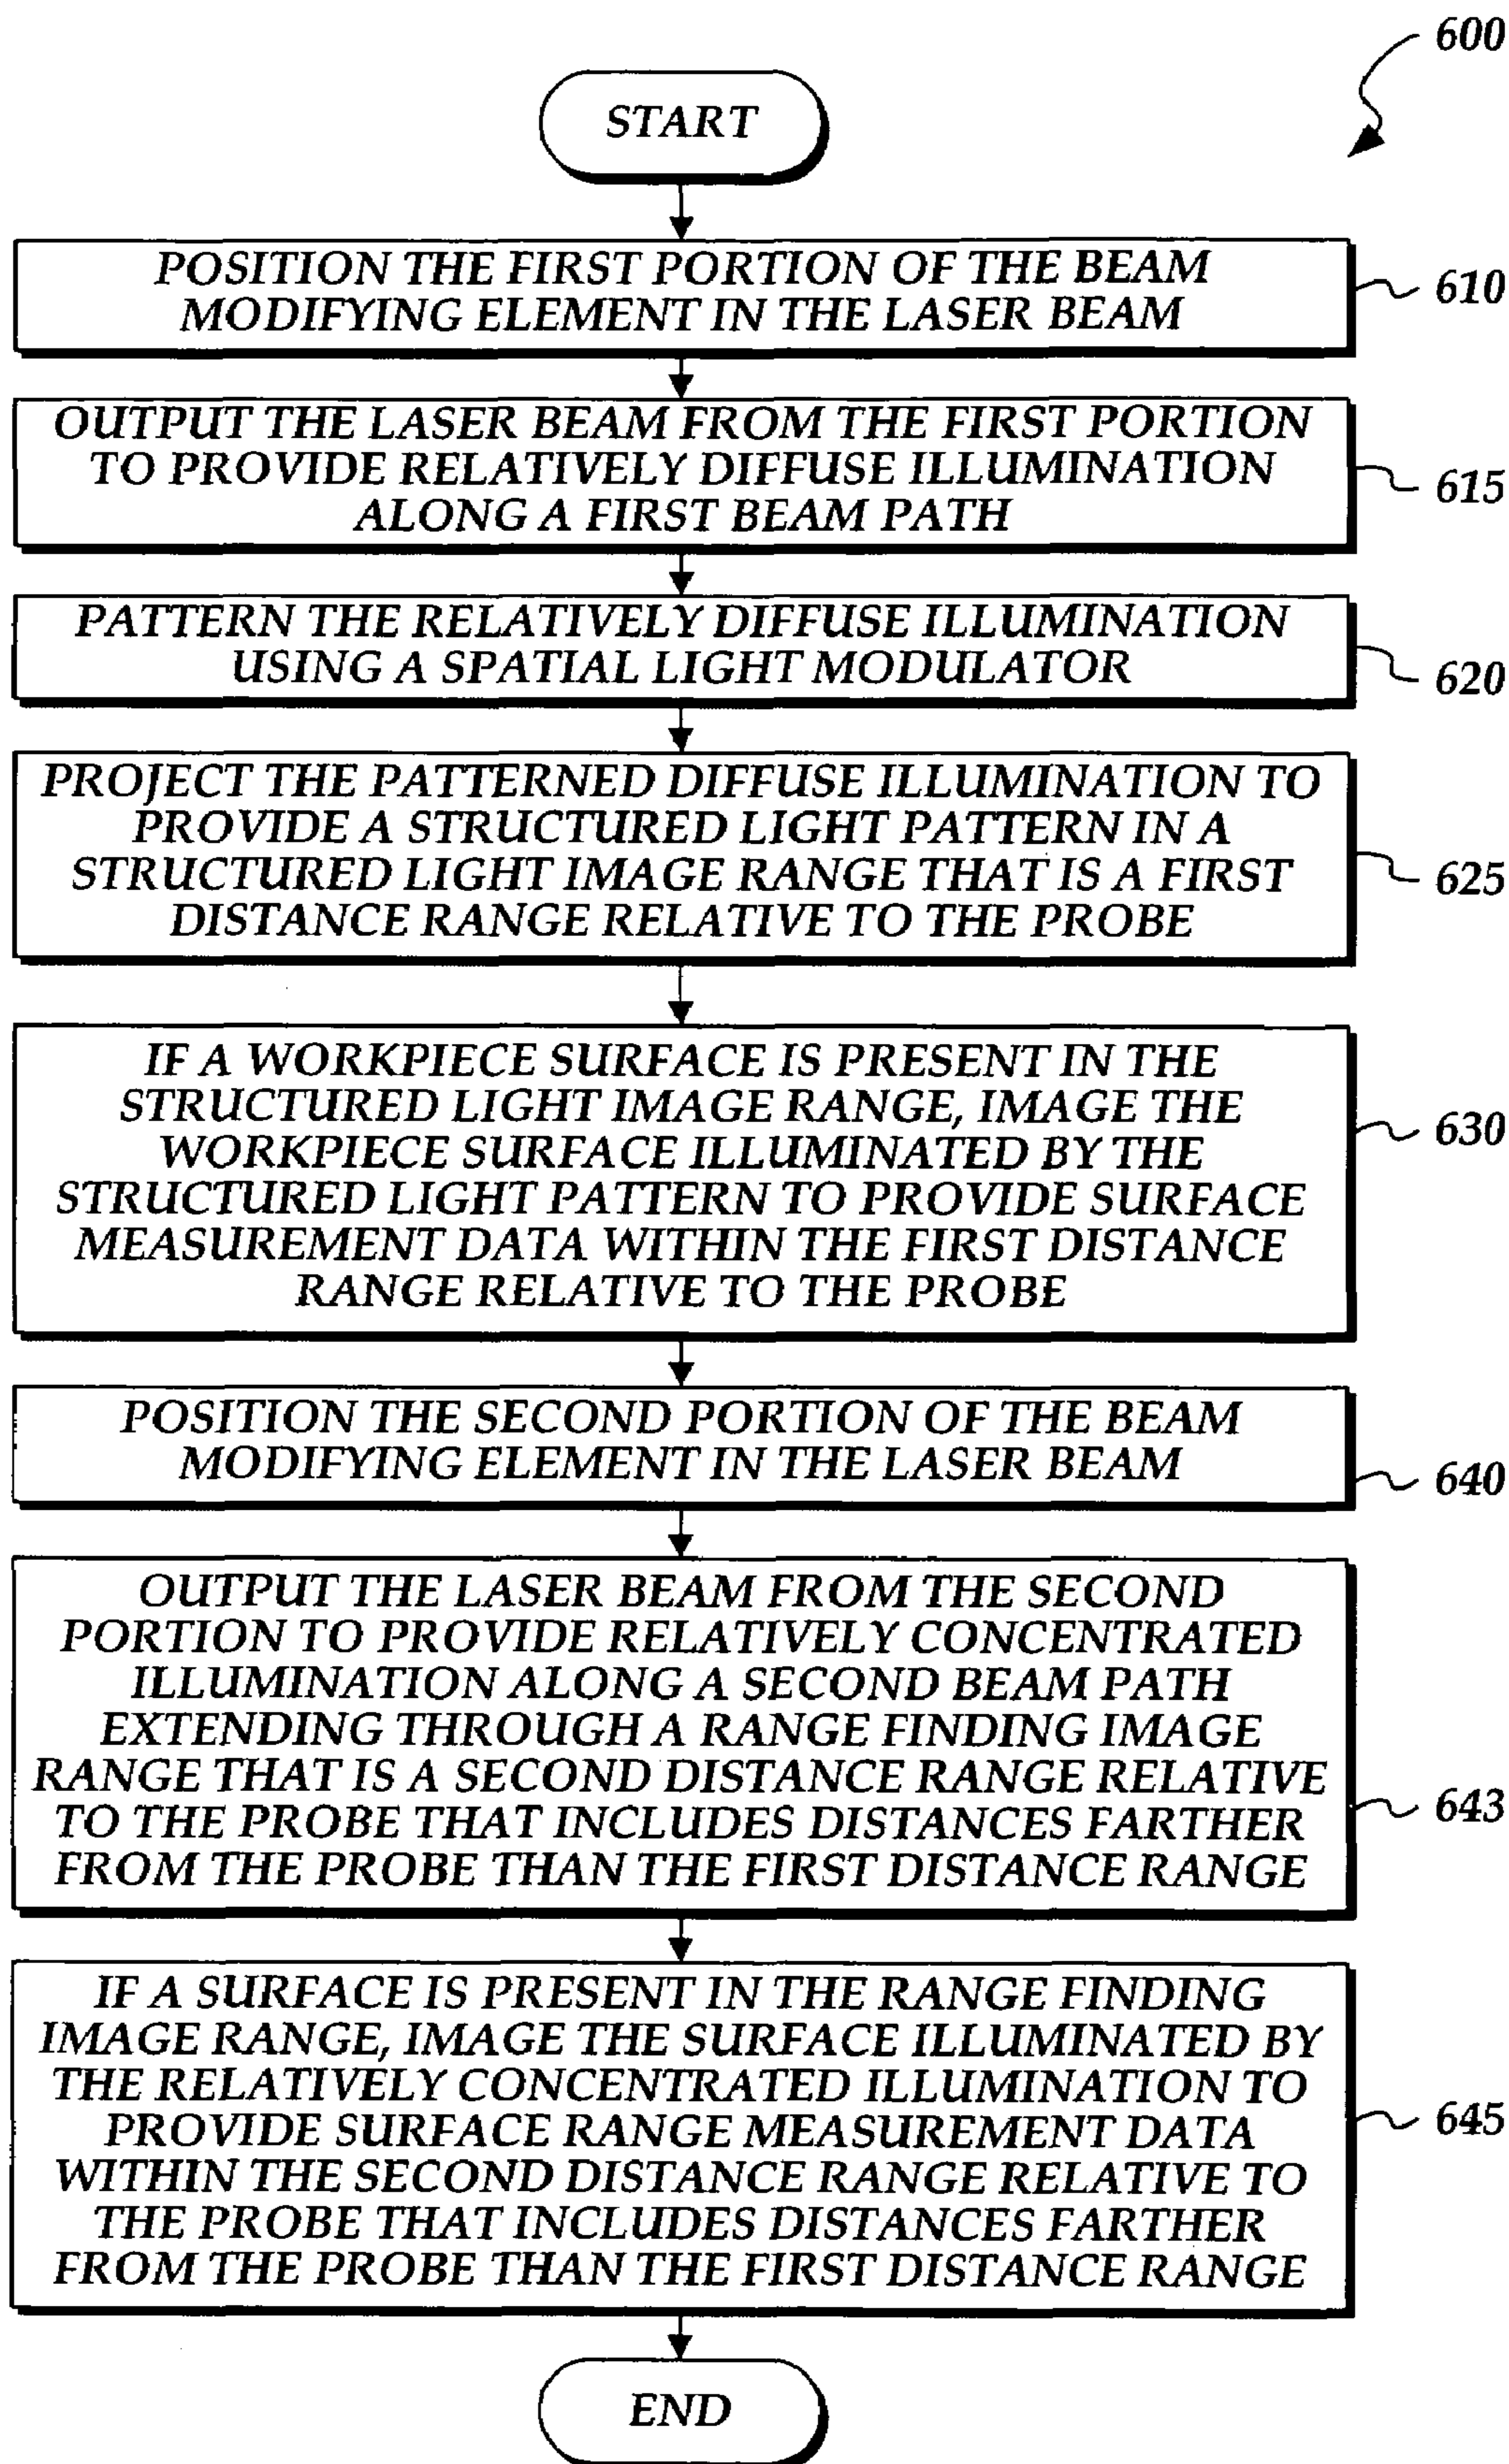 600
START
POSITION THE FIRST PORTION OF THE BEAM
MODIFYING ELEMENT IN THE LASER BEAM
610
OUTPUT THE LASER BEAM FROM THE FIRST PORTION
TO PROVIDE RELATIVELY DIFFUSE ILLUMINATION
ALONG A FIRST BEAM PATH
615
PATTERN THE RELATIVELY DIFFUSE ILLUMINATION
USING A SPATIAL LIGHT MODULATOR
620
PROJECT THE PATTERNED DIFFUSE ILLUMINATION TO
PROVIDE A STRUCTURED LIGHT PATTERN IN A
STRUCTURED LIGHT IMAGE RANGE THAT IS A FIRST
DISTANCE RANGE RELATIVE TO THE PROBE
625
IF A WORKPIECE SURFACE IS PRESENT IN THE
STRUCTURED LIGHT IMAGE RANGE, IMAGE THE
WORKPIECE SURFACE ILLUMINATED BY THE
STRUCTURED LIGHT PATTERN TO PROVIDE SURFACE
MEASUREMENT DATA WITHIN THE FIRST DISTANCE
RANGE RELATIVE TO THE PROBE
630
POSITION THE SECOND PORTION OF THE BEAM
MODIFYING ELEMENT IN THE LASER BEAM
640
OUTPUT THE LASER BEAM FROM THE SECOND
PORTION TO PROVIDE RELATIVELY CONCENTRATED
ILLUMINATION ALONG A SECOND BEAM PATH
EXTENDING THROUGH A RANGE FINDING IMAGE
RANGE THAT IS A SECOND DISTANCE RANGE RELATIVE
TO THE PROBE THAT INCLUDES DISTANCES FARTHER
FROM THE PROBE THAN THE FIRST DISTANCE RANGE
643
IF A SURFACE IS PRESENT IN THE RANGE FINDING
IMAGE RANGE, IMAGE THE SURFACE ILLUMINATED BY
THE RELATIVELY CONCENTRATED ILLUMINATION TO
PROVIDE SURFACE RANGE MEASUREMENT DATA
WITHIN THE SECOND DISTANCE RANGE RELATIVE TO
THE PROBE THAT INCLUDES DISTANCES FARTHER
FROM THE PROBE THAN THE FIRST DISTANCE RANGE
645
END